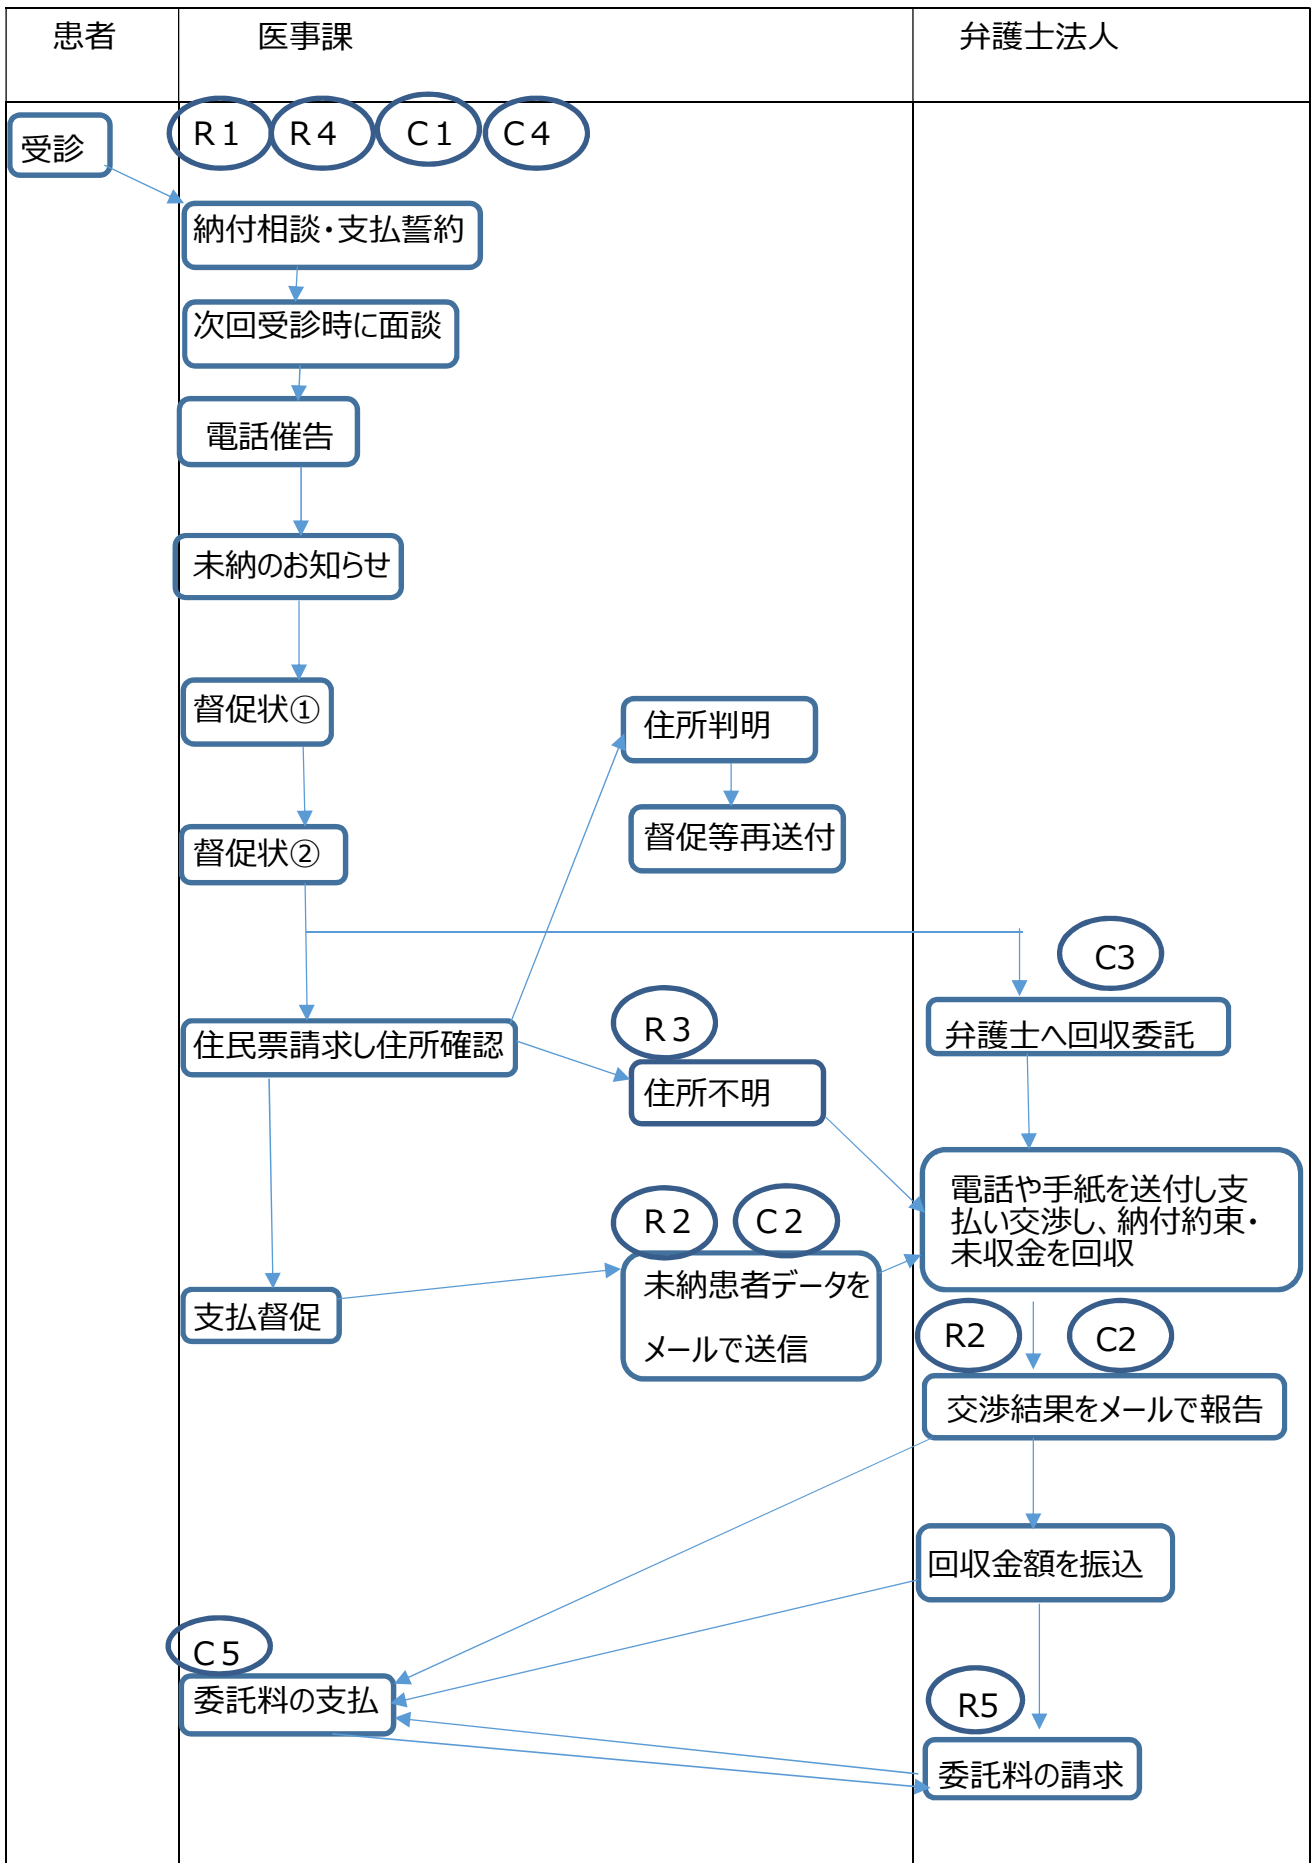 患者
医事課
弁護士法人
受診
R１
R４
C１
C４
納付相談・支払誓約
次回受診時に面談
電話催告
未納のお知らせ
督促状①
住所判明
督促状②
督促等再送付
C3
住民票請求し住所確認
R３
弁護士へ回収委託
住所不明
電話や手紙を送付し支
払い交渉し、納付約束・
未収金を回収
R２
C２
未納患者データを
メールで送信
支払督促
R2
C2
交渉結果をメールで報告
回収金額を振込
C５
委託料の支払
R5
委託料の請求